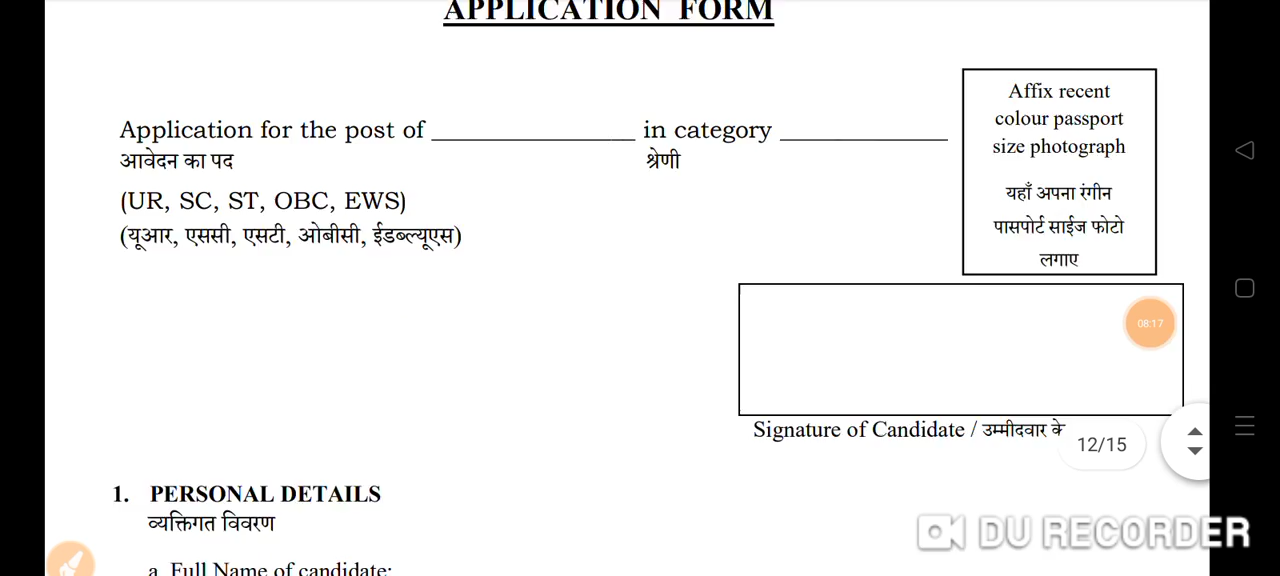 APPLICATION FORM
Application for the post of _______________ in category _____________
आवेदन का पद श्रेणी
(UR, SC, ST, OBC, EWS)
(यूआर, एससी, एसटी, ओबीसी, ईडब्ल्यूएस)
Affix recent
colour passport
size photograph
यहाँ अपना रंगीन
पासपोर्ट साईज फोटो
लगाए
08:17
Signature of Candidate / उम्मीदवार के
12/15
1. PERSONAL DETAILS
व्यक्तिगत विवरण
a. Full Name of candidate:
DU RECORDER